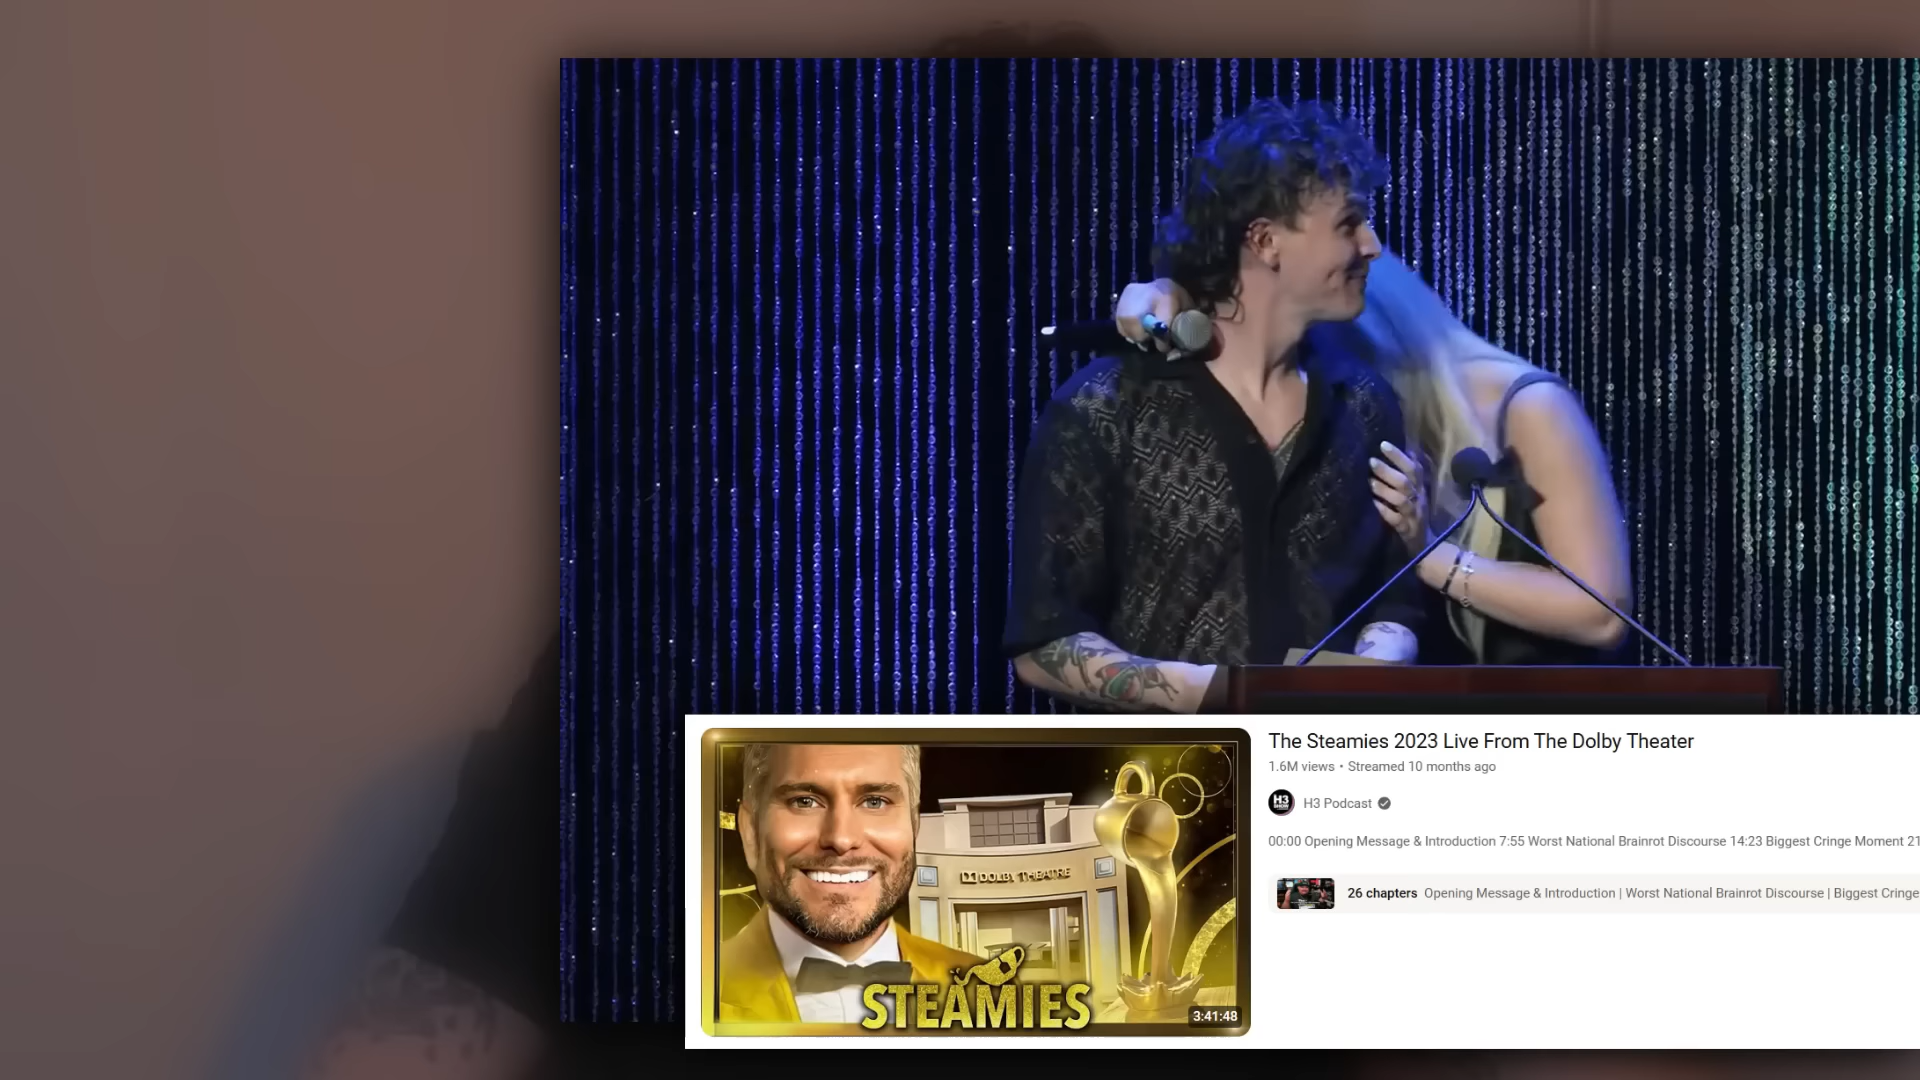 The Steamies 2023 Live From The Dolby Theater
1.6M views • Streamed 10 months ago
H3 Podcast
00:00 Opening Message & Introduction 7:55 Worst National Brainrot Discourse 14:23 Biggest Cringe Moment 21
26 chapters Opening Message & Introduction | Worst National Brainrot Discourse | Biggest Cringe
DOLBY THEATRE
STEAMIES
3:41:48
H3